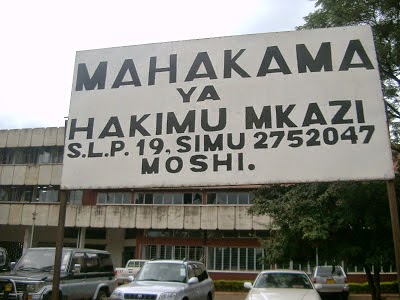 MAHAKAMA
YA
HAKIMU MKAZI
S.L.P. 19, SIMU 2752047
MOSHI.